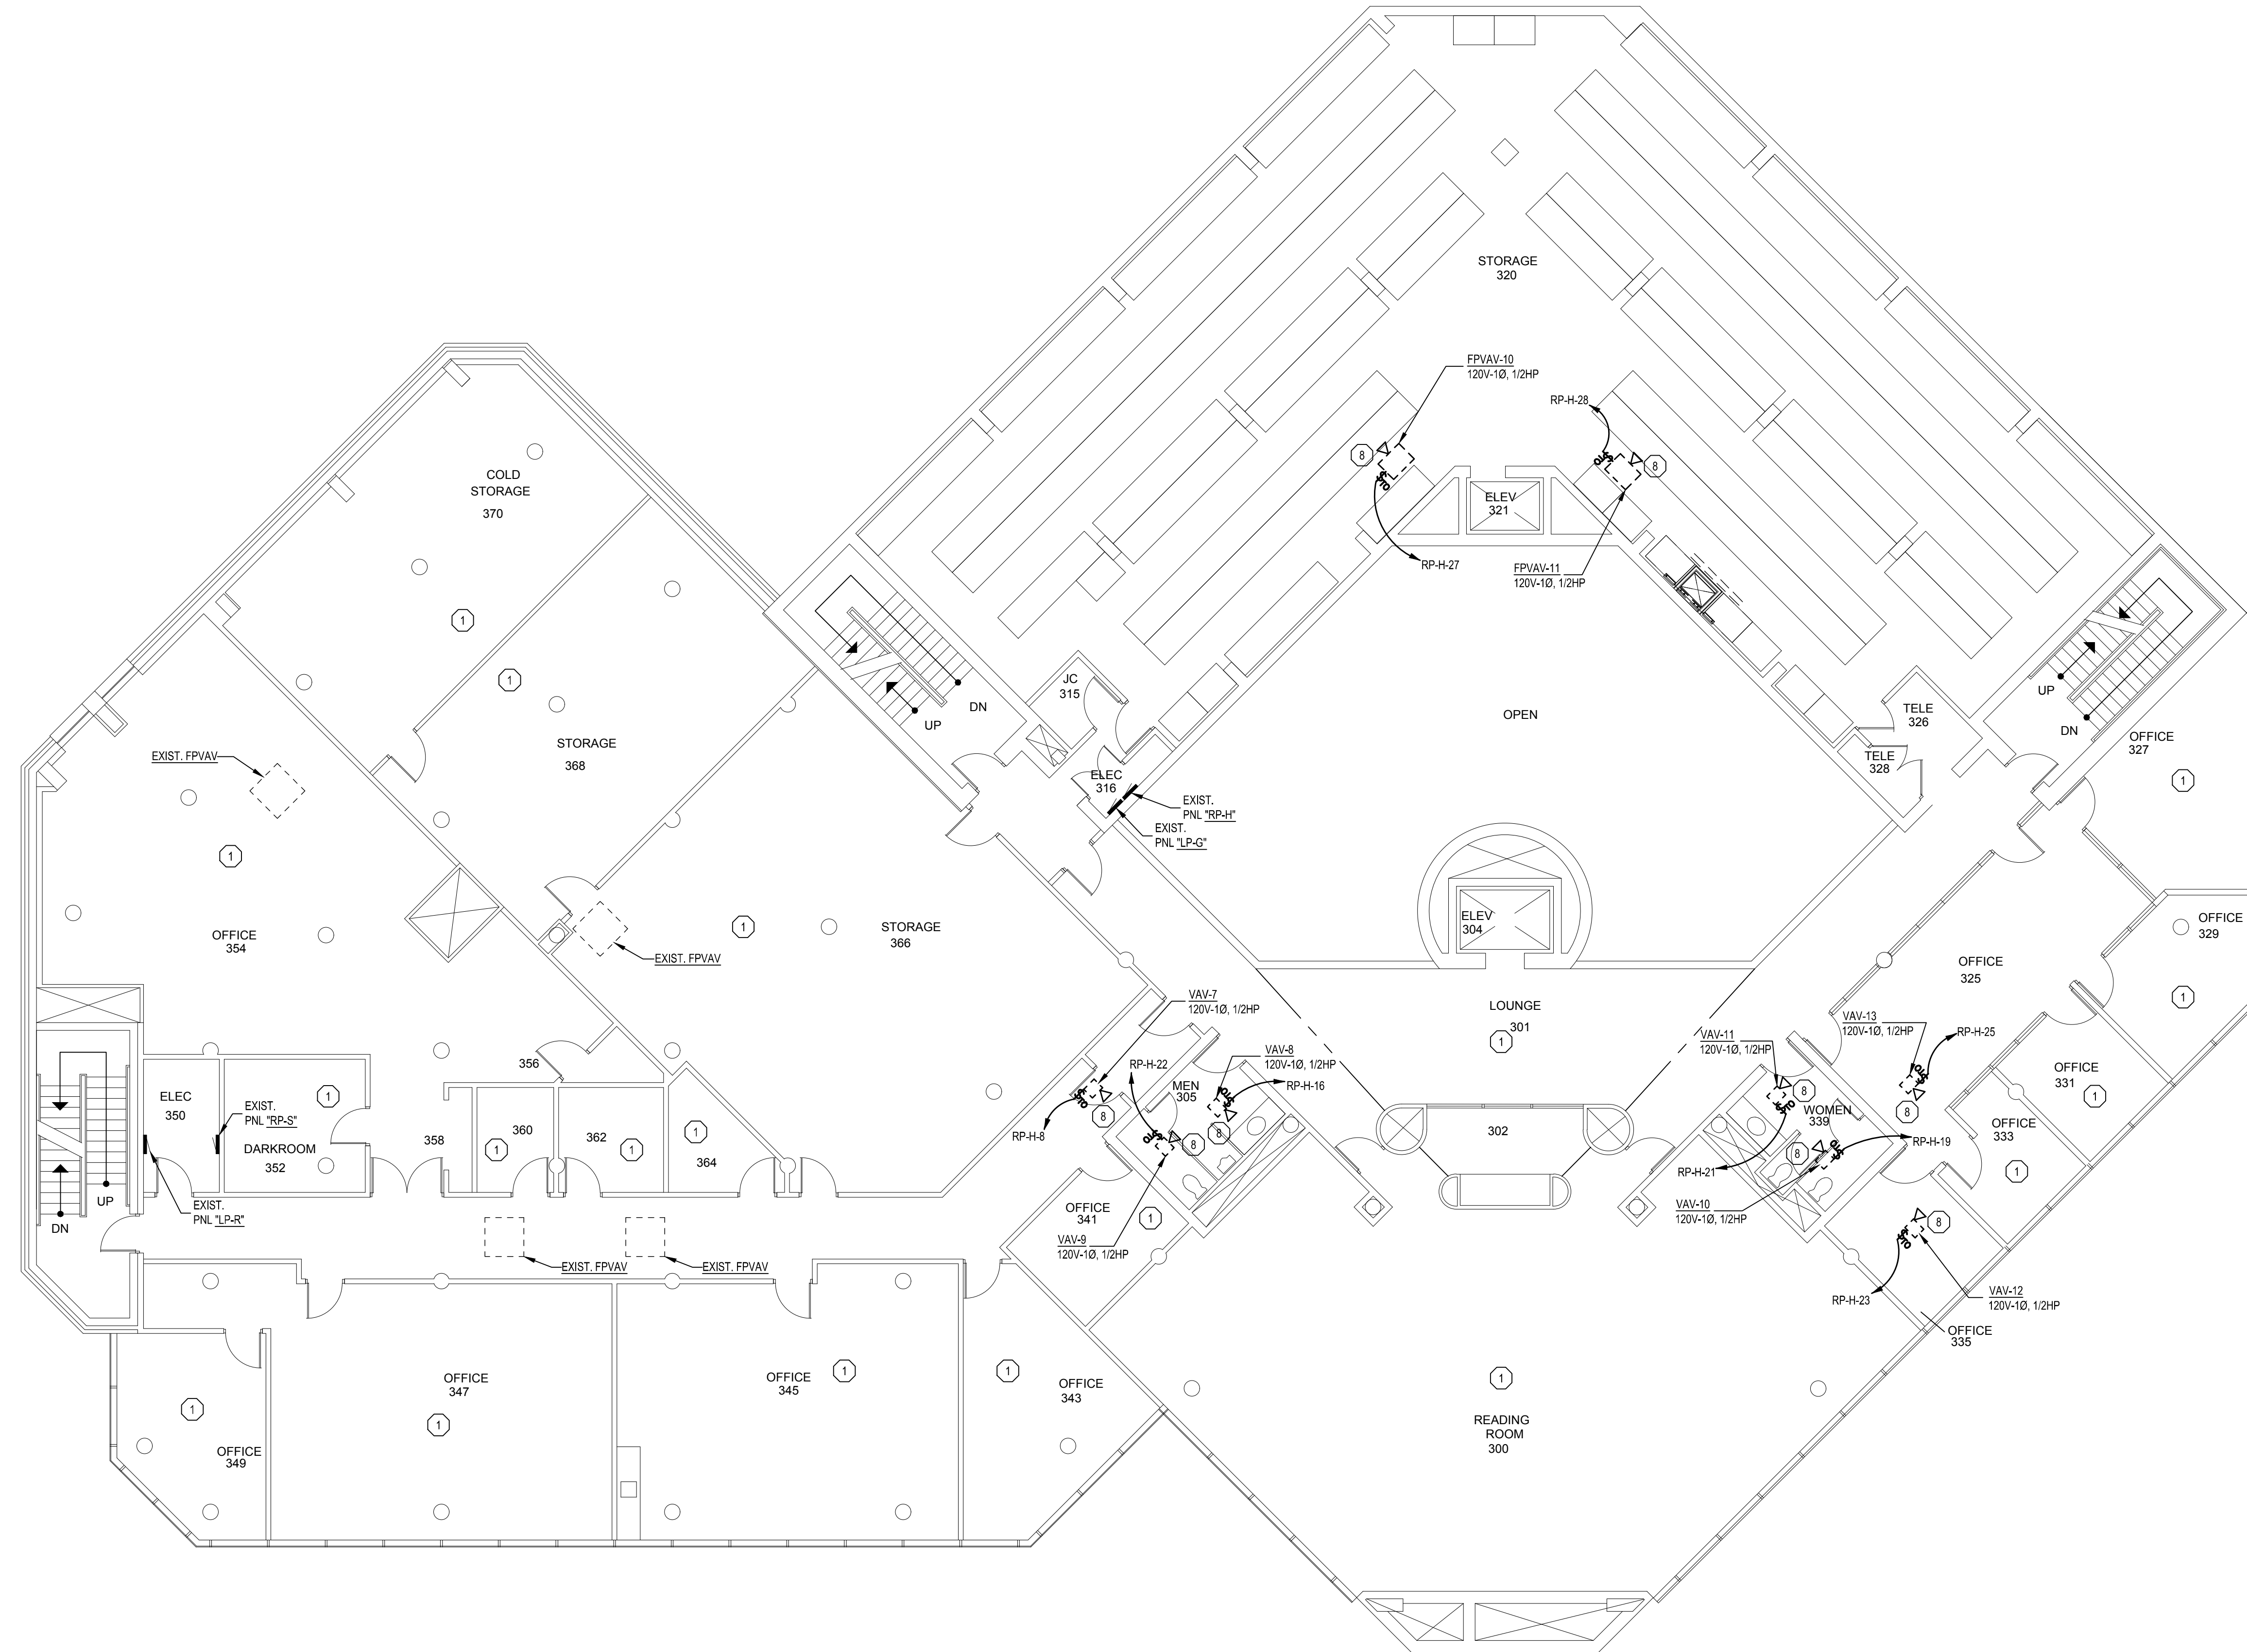 STORAGE
320
FPVAV-10
120V-1Ø, 1/2HP
RP-H-28
8
8
COLD
STORAGE
370
ELEV
321
STO
STO
RP-H-27
FPVAV-11
120V-1Ø, 1/2HP
1
1
JC
315
DN
UP
UP
DN
OPEN
TELE
326
TELE
328
OFFICE
327
1
STORAGE
368
EXIST. FPVAV
ELEC
316
EXIST.
PNL "RP-H"
EXIST.
PNL "LP-G"
1
OFFICE
354
EXIST. FPVAV
1
STORAGE
366
ELEV
304
OFFICE
329
OFFICE
325
1
VAV-7
120V-1Ø, 1/2HP
LOUNGE
301
1
VAV-11
120V-1Ø, 1/2HP
VAV-13
120V-1Ø, 1/2HP
RP-H-25
356
RP-H-22
VAV-8
120V-1Ø, 1/2HP
RP-H-16
MEN
305
STO
8
RP-H-8
STO
8
STO
8
STO
8
WOMEN
339
STO
8
OFFICE
331
1
OFFICE
333
1
ELEC
350
EXIST.
PNL "RP-S"
1
DARKROOM
352
358
360
1
362
1
1
364
302
8
STO
RP-H-19
RP-H-21
VAV-10
120V-1Ø, 1/2HP
UP
DN
EXIST.
PNL "LP-R"
OFFICE
341
1
VAV-9
120V-1Ø, 1/2HP
STO
8
RP-H-23
VAV-12
120V-1Ø, 1/2HP
OFFICE
335
EXIST. FPVAV
EXIST. FPVAV
OFFICE
347
1
OFFICE
345
1
1
OFFICE
343
1
OFFICE
349
1
READING
ROOM
300